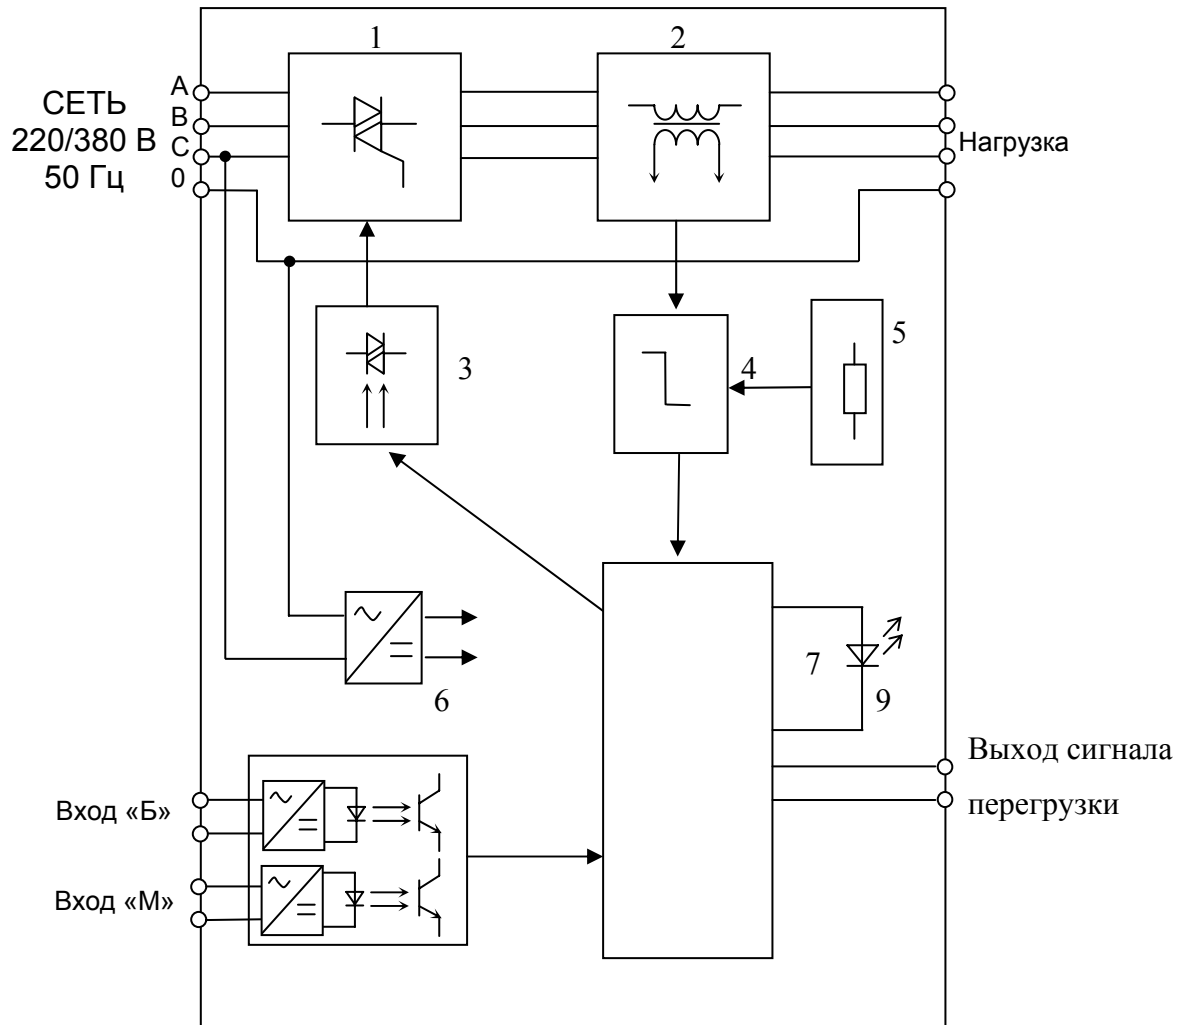 1
2
СЕТЬ
220/380 В
50 Гц
A
B
C
0
Нагрузка
3
4
5
6
7
9
Выход сигнала
перегрузки
Вход «Б»
Вход «М»